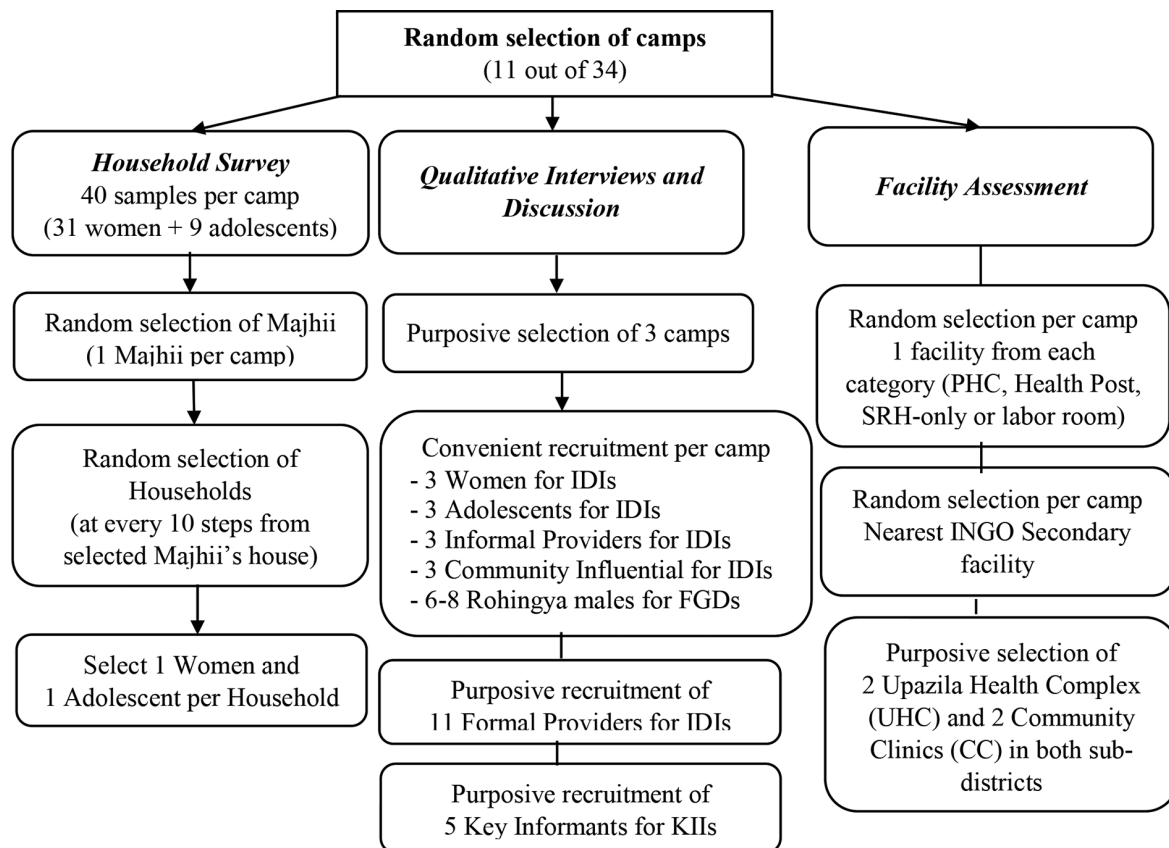 Random selection of camps
(11 out of 34)
Household Survey
40 samples per camp
(31 women + 9 adolescents)
Random selection of Majhii
(1 Majhii per camp)
Random selection of
Households
(at every 10 steps from
selected Majhii's house)
Select 1 Women and
1 Adolescent per Household
Qualitative Interviews and
Discussion
Purposive selection of 3 camps
Convenient recruitment per camp
- 3 Women for IDIs
- 3 Adolescents for IDIs
- 3 Informal Providers for IDIs
- 3 Community Influential for IDIs
- 6-8 Rohingya males for FGDs
Purposive recruitment of
11 Formal Providers for IDIs
Purposive recruitment of
5 Key Informants for KIIs
Facility Assessment
Random selection per camp
1 facility from each
category (PHC, Health Post,
SRH-only or labor room)
Random selection per camp
Nearest INGO Secondary
facility
Purposive selection of
2 Upazila Health Complex
(UHC) and 2 Community
Clinics (CC) in both sub-
districts